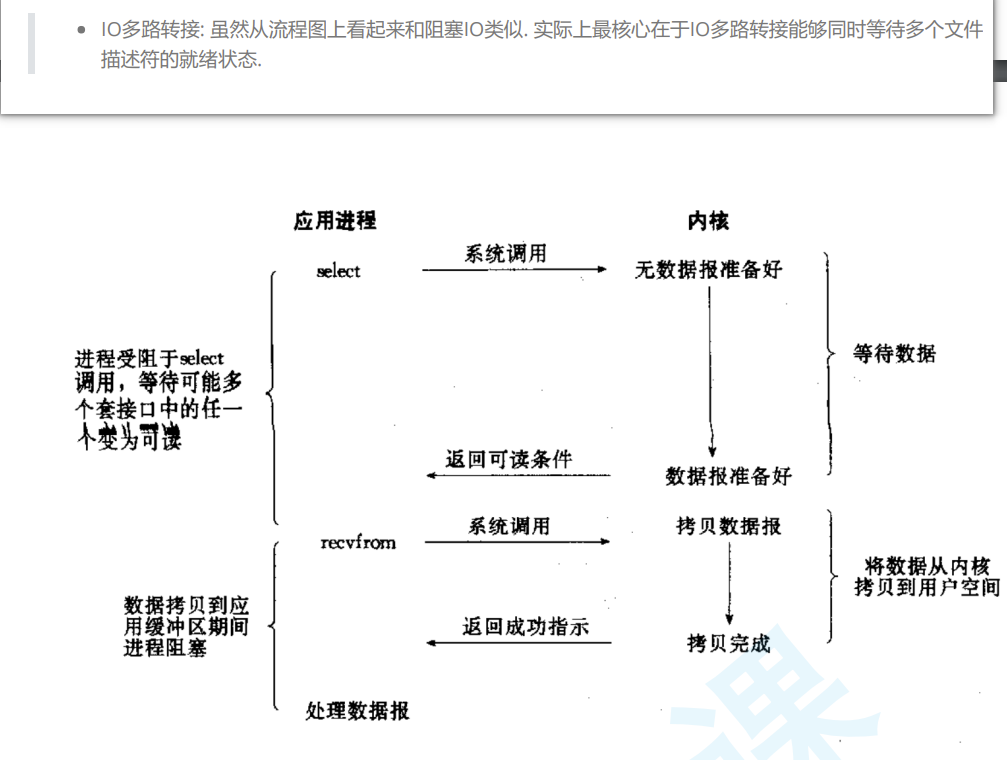 IO多路转接: 虽然从流程图上看起来和阻塞IO类似. 实际上最核心在于IO多路转接能够同时等待多个文件
描述符的就绪状态.
应用进程
内核
select
系统调用
无数据报准备好
进程受阻于select
调用，等待可能多
个套接口中的任一
个变为可读
等待数据
返回可读条件
数据报准备好
recvfrom
系统调用
拷贝数据报
将数据从内核
拷贝到用户空间
数据拷贝到应
用缓冲区期间
进程阻塞
返回成功指示
拷贝完成
处理数据报
课